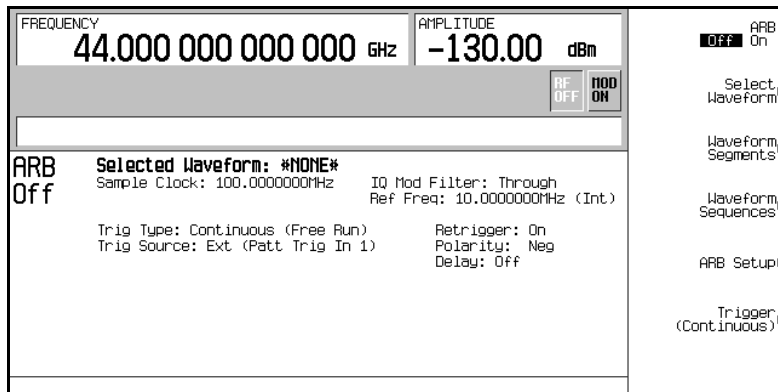 FREQUENCY
44.000 000 000 000 GHz
AMPLITUDE
-130.00 dBm
RF OFF
MOD ON
ARB Off
Selected Waveform: *NONE*
Sample Clock: 100.0000000MHz
IQ Mod Filter: Through
Ref Freq: 10.0000000MHz (Int)
Trig Type: Continuous (Free Run)
Retrigger: On
Trig Source: Ext (Patt Trig In 1)
Polarity: Neg
Delay: Off
ARB
Off On
Select
Waveform
Waveform
Segments
Waveform
Sequences
ARB Setup
Trigger
(Continuous)